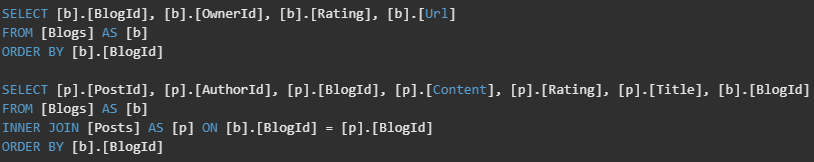 SELECT [b].[BlogId], [b].[OwnerId], [b].[Rating], [b].[Url]
FROM [Blogs] AS [b]
ORDER BY [b].[BlogId]
SELECT [p].[PostId], [p].[AuthorId], [p].[BlogId], [p].[Content], [p].[Rating], [p].[Title], [b].[BlogId]
FROM [Blogs] AS [b]
INNER JOIN [Posts] AS [p] ON [b].[BlogId] = [p].[BlogId]
ORDER BY [b].[BlogId]